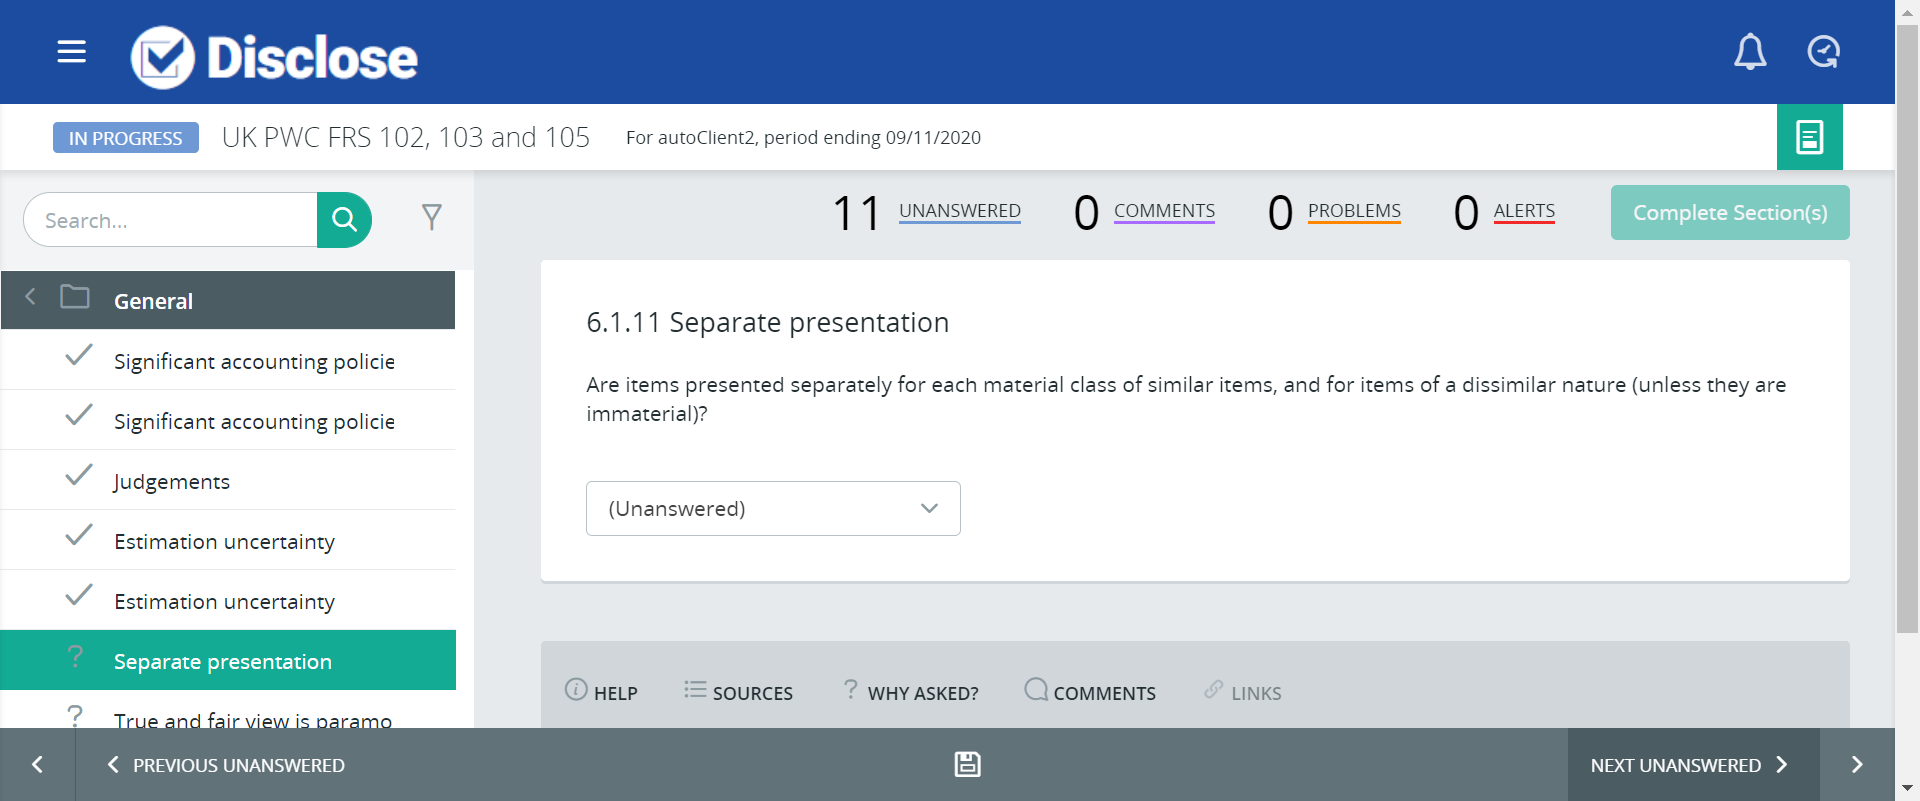 Disclose
IN PROGRESS UK PWC FRS 102, 103 and 105 For autoClient2, period ending 09/11/2020
Search...
11 UNANSWERED 0 COMMENTS 0 PROBLEMS 0 ALERTS Complete Section(s)
General
Significant accounting policie
Significant accounting policie
Judgements
Estimation uncertainty
Estimation uncertainty
? Separate presentation
? True and fair view is paramo
6.1.11 Separate presentation
Are items presented separately for each material class of similar items, and for items of a dissimilar nature (unless they are
immaterial)?
(Unanswered)
HELP SOURCES ? WHY ASKED? COMMENTS LINKS
PREVIOUS UNANSWERED NEXT UNANSWERED